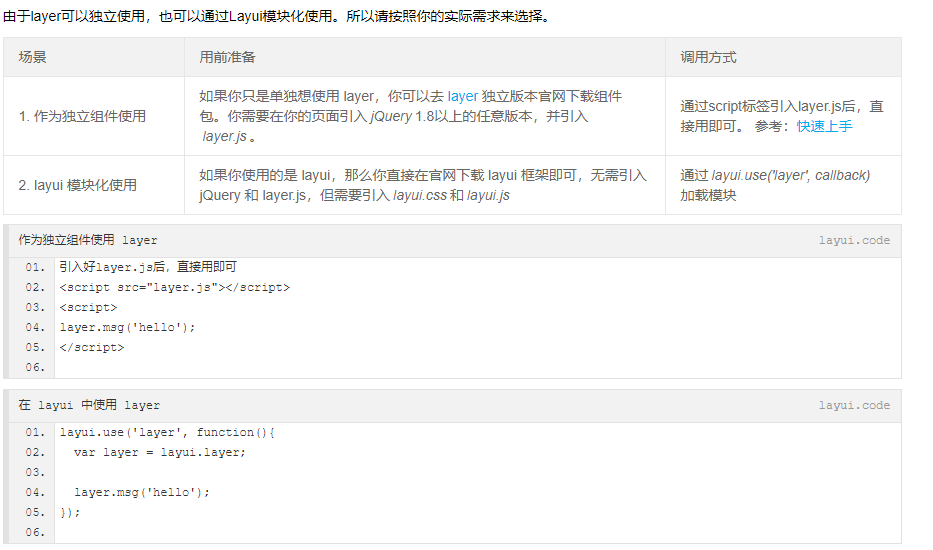 由于layer可以独立使用，也可以通过Layui模块化使用。所以请按照你的实际需求来选择。
场景 用前准备 调用方式
1. 作为独立组件使用
如果你只是单独想使用 layer，你可以去 layer 独立版本官网下载组件
包。你需要在你的页面引入 jQuery 1.8以上的任意版本，并引入
layer.js。
通过script标签引入layer.js后，直
接用即可。 参考：快速上手
2. layui 模块化使用
如果你使用的是 layui，那么你直接在官网下载 layui 框架即可，无需引入
jQuery 和 layer.js，但需要引入 layui.css 和 layui.js
通过 layui.use('layer', callback)
加载模块
作为独立组件使用 layer layui.code
01. 引入好layer.js后，直接用即可
02. <script src="layer.js"></script>
03. <script>
04. layer.msg('hello');
05. </script>
06.
在 layui 中使用 layer layui.code
01. layui.use('layer', function(){
02. var layer = layui.layer;
03.
04. layer.msg('hello');
05. });
06.